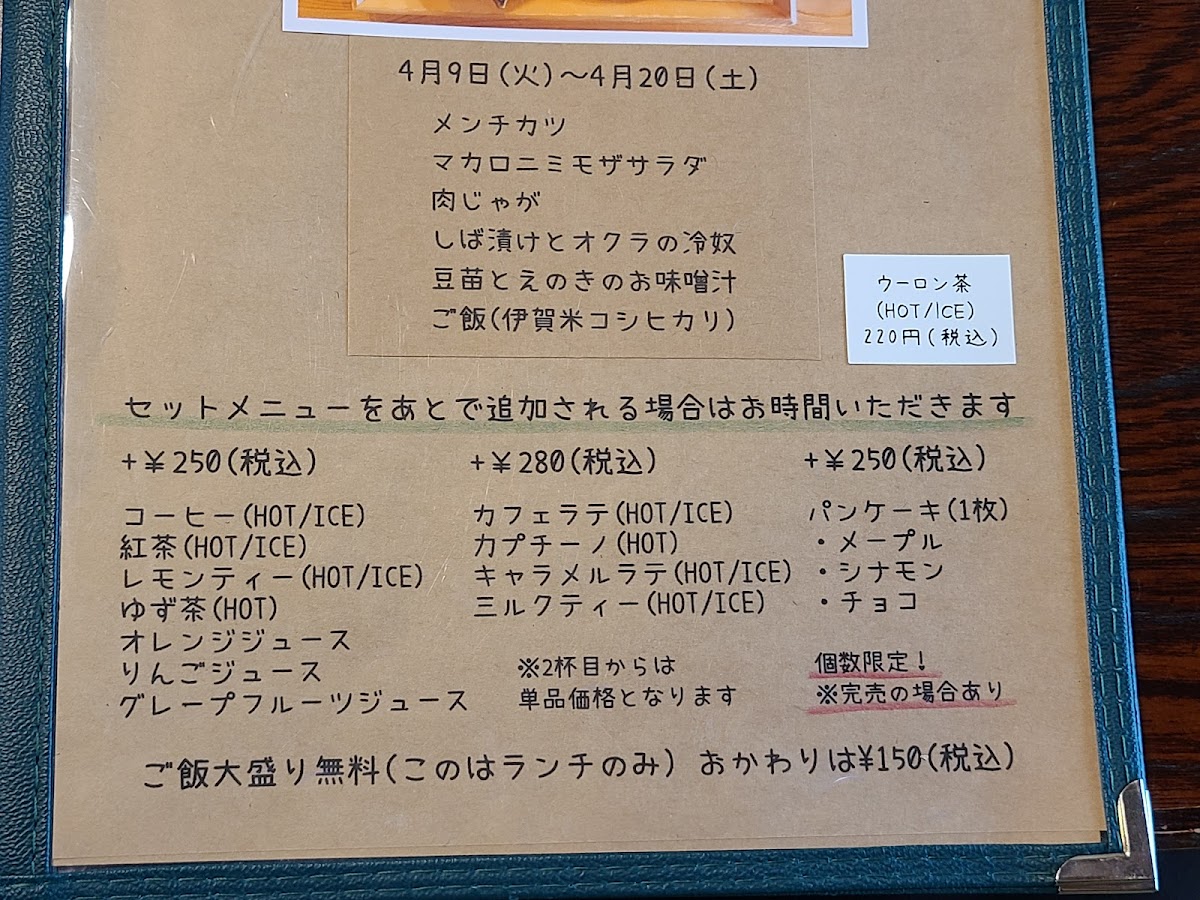 4月9日(火)～4月20日(土)
メンチカツ
マカロニミモザサラダ
肉じゃが
しば漬けとオクラの冷奴
豆苗とえのきのお味噌汁
ご飯(伊賀米コシヒカリ)
ウーロン茶
(HOT/ICE)
220円(税込)
セットメニューをあとで追加される場合はお時間いただきます
+¥250(税込)
コーヒー(HOT/ICE)
紅茶(HOT/ICE)
レモンティー(HOT/ICE)
ゆず茶(HOT)
オレンジジュース
りんごジュース
グレープフルーツジュース
+¥280(税込)
カフェラテ(HOT/ICE)
カプチーノ(HOT)
キャラメルラテ(HOT/ICE)
ミルクティー(HOT/ICE)
※2杯目からは
単品価格となります
+¥250(税込)
パンケーキ(1枚)
・メープル
・シナモン
・チョコ
個数限定!
※完売の場合あり
ご飯大盛り無料(このはランチのみ) おかわりは¥150(税込)